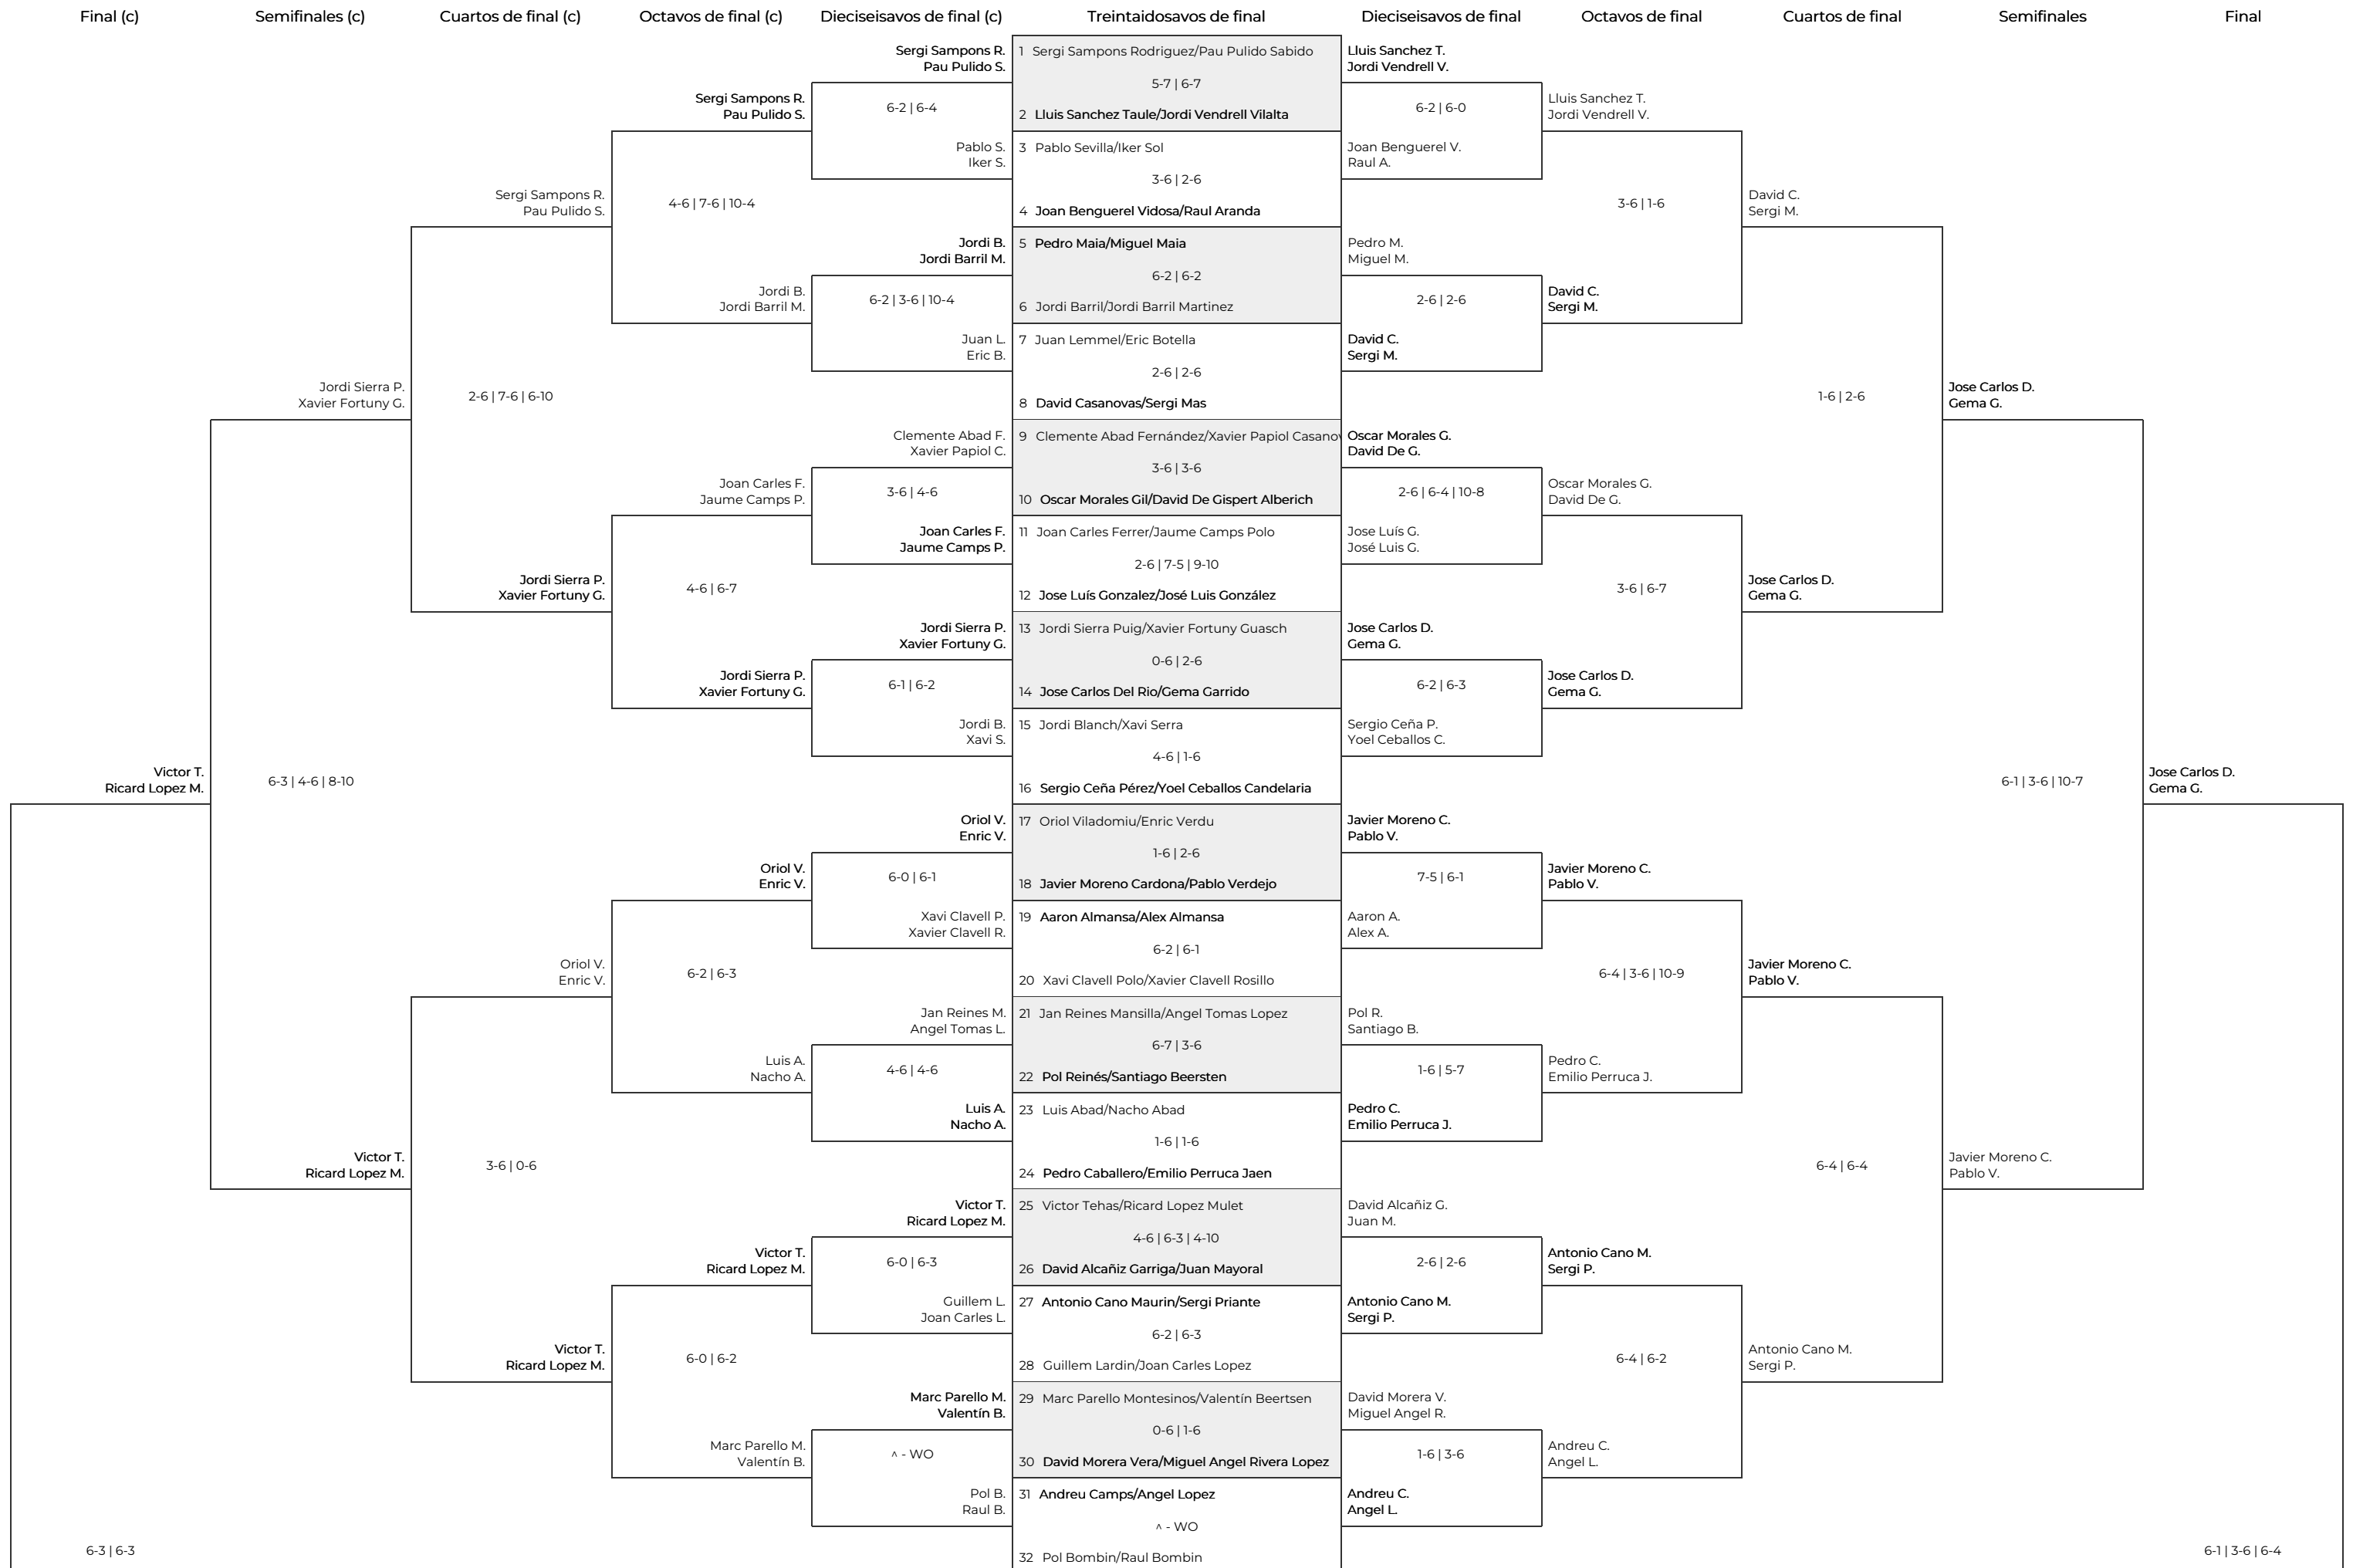 Final (c)
Semifinales (c)
Cuartos de final (c)
Octavos de final (c)
Dieciseisavos de final (c)
Treintaidosavos de final
Dieciseisavos de final
Octavos de final
Cuartos de final
Semifinales
Final
Victor T.
Ricard Lopez M.
6-3 | 6-3
Jordi Sierra P.
Xavier Fortuny G.
6-3 | 4-6 | 8-10
Victor T.
Ricard Lopez M.
Sergi Sampons R.
Pau Pulido S.
2-6 | 7-6 | 6-10
Jordi Sierra P.
Xavier Fortuny G.
Oriol V.
Enric V.
3-6 | 0-6
Victor T.
Ricard Lopez M.
Sergi Sampons R.
Pau Pulido S.
4-6 | 7-6 | 10-4
Jordi B.
Jordi Barril M.
Joan Carles F.
Jaume Camps P.
4-6 | 6-7
Jordi Sierra P.
Xavier Fortuny G.
Oriol V.
Enric V.
6-2 | 6-3
Luis A.
Nacho A.
Victor T.
Ricard Lopez M.
6-0 | 6-2
Marc Parello M.
Valentín B.
Sergi Sampons R.
Pau Pulido S.
6-2 | 6-4
Pablo S.
Iker S.
Jordi B.
Jordi Barril M.
6-2 | 3-6 | 10-4
Juan L.
Eric B.
Clemente Abad F.
Xavier Papiol C.
3-6 | 4-6
Joan Carles F.
Jaume Camps P.
Jordi Sierra P.
Xavier Fortuny G.
6-1 | 6-2
Jordi B.
Xavi S.
Oriol V.
Enric V.
6-0 | 6-1
Xavi Clavell P.
Xavier Clavell R.
Jan Reines M.
Angel Tomas L.
4-6 | 4-6
Luis A.
Nacho A.
Victor T.
Ricard Lopez M.
6-0 | 6-3
Guillem L.
Joan Carles L.
Marc Parello M.
Valentín B.
^ - WO
Pol B.
Raul B.
1 Sergi Sampons Rodriguez/Pau Pulido Sabido
5-7 | 6-7
2 Lluis Sanchez Taule/Jordi Vendrell Vilalta
3 Pablo Sevilla/Iker Sol
3-6 | 2-6
4 Joan Benguerel Vidosa/Raul Aranda
5 Pedro Maia/Miguel Maia
6-2 | 6-2
6 Jordi Barril/Jordi Barril Martinez
7 Juan Lemmel/Eric Botella
2-6 | 2-6
8 David Casanovas/Sergi Mas
9 Clemente Abad Fernández/Xavier Papiol Casanov
3-6 | 3-6
10 Oscar Morales Gil/David De Gispert Alberich
11 Joan Carles Ferrer/Jaume Camps Polo
2-6 | 7-5 | 9-10
12 Jose Luís Gonzalez/José Luis González
13 Jordi Sierra Puig/Xavier Fortuny Guasch
0-6 | 2-6
14 Jose Carlos Del Rio/Gema Garrido
15 Jordi Blanch/Xavi Serra
4-6 | 1-6
16 Sergio Ceña Pérez/Yoel Ceballos Candelaria
17 Oriol Viladomiu/Enric Verdu
1-6 | 2-6
18 Javier Moreno Cardona/Pablo Verdejo
19 Aaron Almansa/Alex Almansa
6-2 | 6-1
20 Xavi Clavell Polo/Xavier Clavell Rosillo
21 Jan Reines Mansilla/Angel Tomas Lopez
6-7 | 3-6
22 Pol Reinés/Santiago Beersten
23 Luis Abad/Nacho Abad
1-6 | 1-6
24 Pedro Caballero/Emilio Perruca Jaen
25 Victor Tehas/Ricard Lopez Mulet
4-6 | 6-3 | 4-10
26 David Alcañiz Garriga/Juan Mayoral
27 Antonio Cano Maurin/Sergi Priante
6-2 | 6-3
28 Guillem Lardin/Joan Carles Lopez
29 Marc Parello Montesinos/Valentín Beertsen
0-6 | 1-6
30 David Morera Vera/Miguel Angel Rivera Lopez
31 Andreu Camps/Angel Lopez
^ - WO
32 Pol Bombin/Raul Bombin
Lluis Sanchez T.
Jordi Vendrell V.
6-2 | 6-0
Joan Benguerel V.
Raul A.
Pedro M.
Miguel M.
2-6 | 2-6
David C.
Sergi M.
Oscar Morales G.
David De G.
2-6 | 6-4 | 10-8
Jose Luís G.
José Luis G.
Jose Carlos D.
Gema G.
6-2 | 6-3
Sergio Ceña P.
Yoel Ceballos C.
Javier Moreno C.
Pablo V.
7-5 | 6-1
Aaron A.
Alex A.
Pol R.
Santiago B.
1-6 | 5-7
Pedro C.
Emilio Perruca J.
David Alcañiz G.
Juan M.
2-6 | 2-6
Antonio Cano M.
Sergi P.
David Morera V.
Miguel Angel R.
1-6 | 3-6
Andreu C.
Angel L.
Lluis Sanchez T.
Jordi Vendrell V.
3-6 | 1-6
David C.
Sergi M.
Oscar Morales G.
David De G.
3-6 | 6-7
Jose Carlos D.
Gema G.
Javier Moreno C.
Pablo V.
6-4 | 3-6 | 10-9
Pedro C.
Emilio Perruca J.
Antonio Cano M.
Sergi P.
6-4 | 6-2
Andreu C.
Angel L.
David C.
Sergi M.
1-6 | 2-6
Jose Carlos D.
Gema G.
Javier Moreno C.
Pablo V.
6-4 | 6-4
Antonio Cano M.
Sergi P.
Jose Carlos D.
Gema G.
6-1 | 3-6 | 10-7
Javier Moreno C.
Pablo V.
Jose Carlos D.
Gema G.
6-1 | 3-6 | 6-4